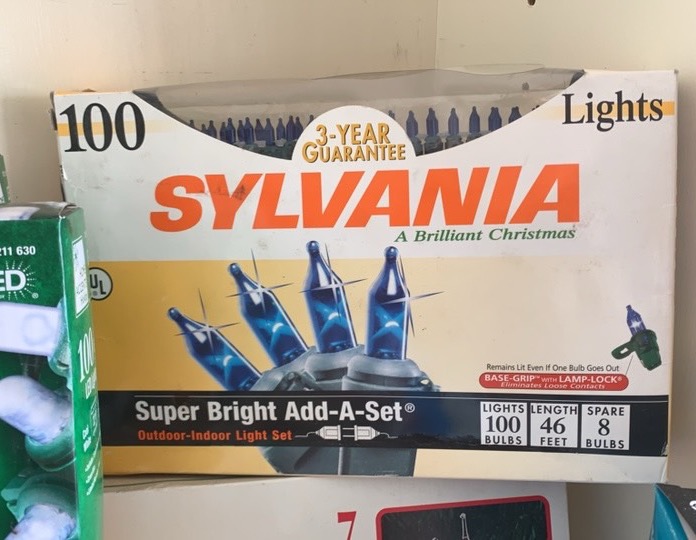 100
Lights
3-YEAR
GUARANTEE
SYLVANIA
A Brilliant Christmas
211 630
ED
UL
100
Remains Lit Even If One Bulb Goes Out
BASE-GRIP™ WITH LAMP-LOCK®
Eliminates Loose Contacts
Super Bright Add-A-Set®
Outdoor-Indoor Light Set
LIGHTS
100
BULBS
LENGTH
46
FEET
SPARE
8
BULBS
7